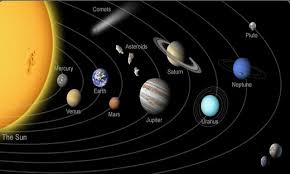 Comets
Pluto
Asteroids
Saturn
Mercury
Earth
Neptune
Venus
Mars
Jupiter
Uranus
The Sun